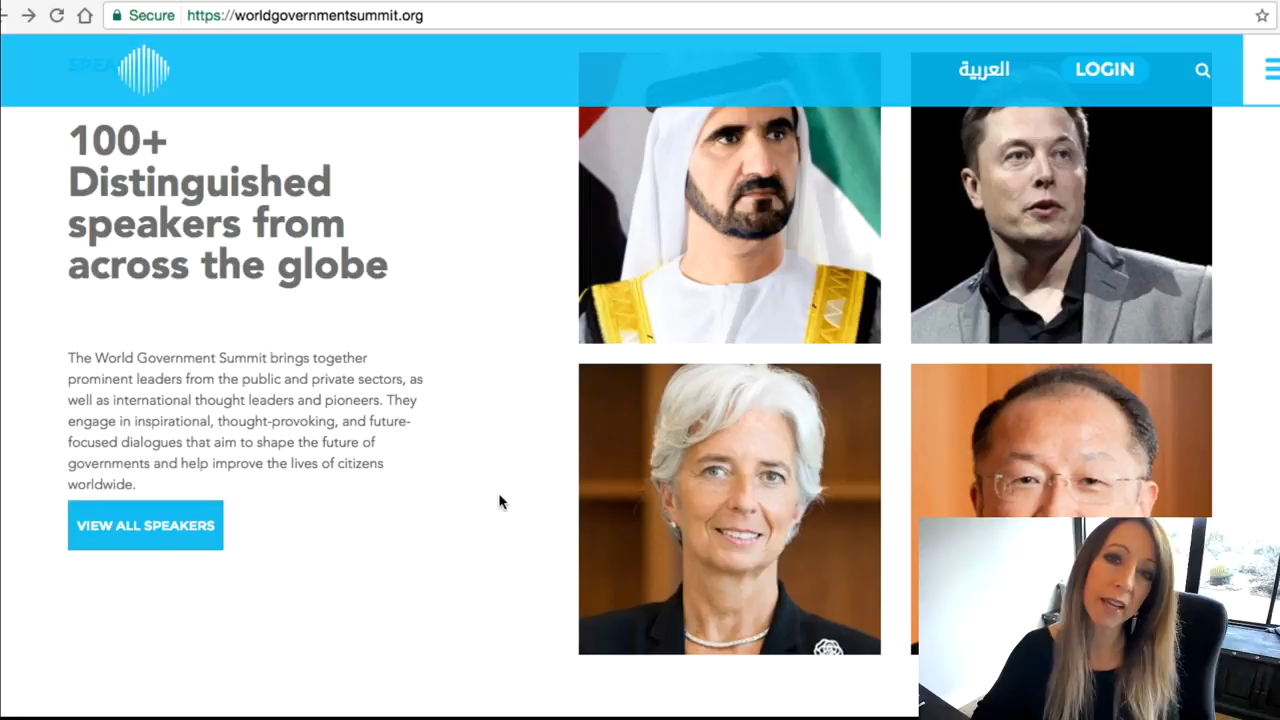 Secure
https://worldgovernmentsummit.org
SPEA
العربية
LOGIN
100+
Distinguished
speakers from
across the globe
The World Government Summit brings together
prominent leaders from the public and private sectors, as
well as international thought leaders and pioneers. They
engage in inspirational, thought-provoking, and future-
focused dialogues that aim to shape the future of
governments and help improve the lives of citizens
worldwide.
VIEW ALL SPEAKERS